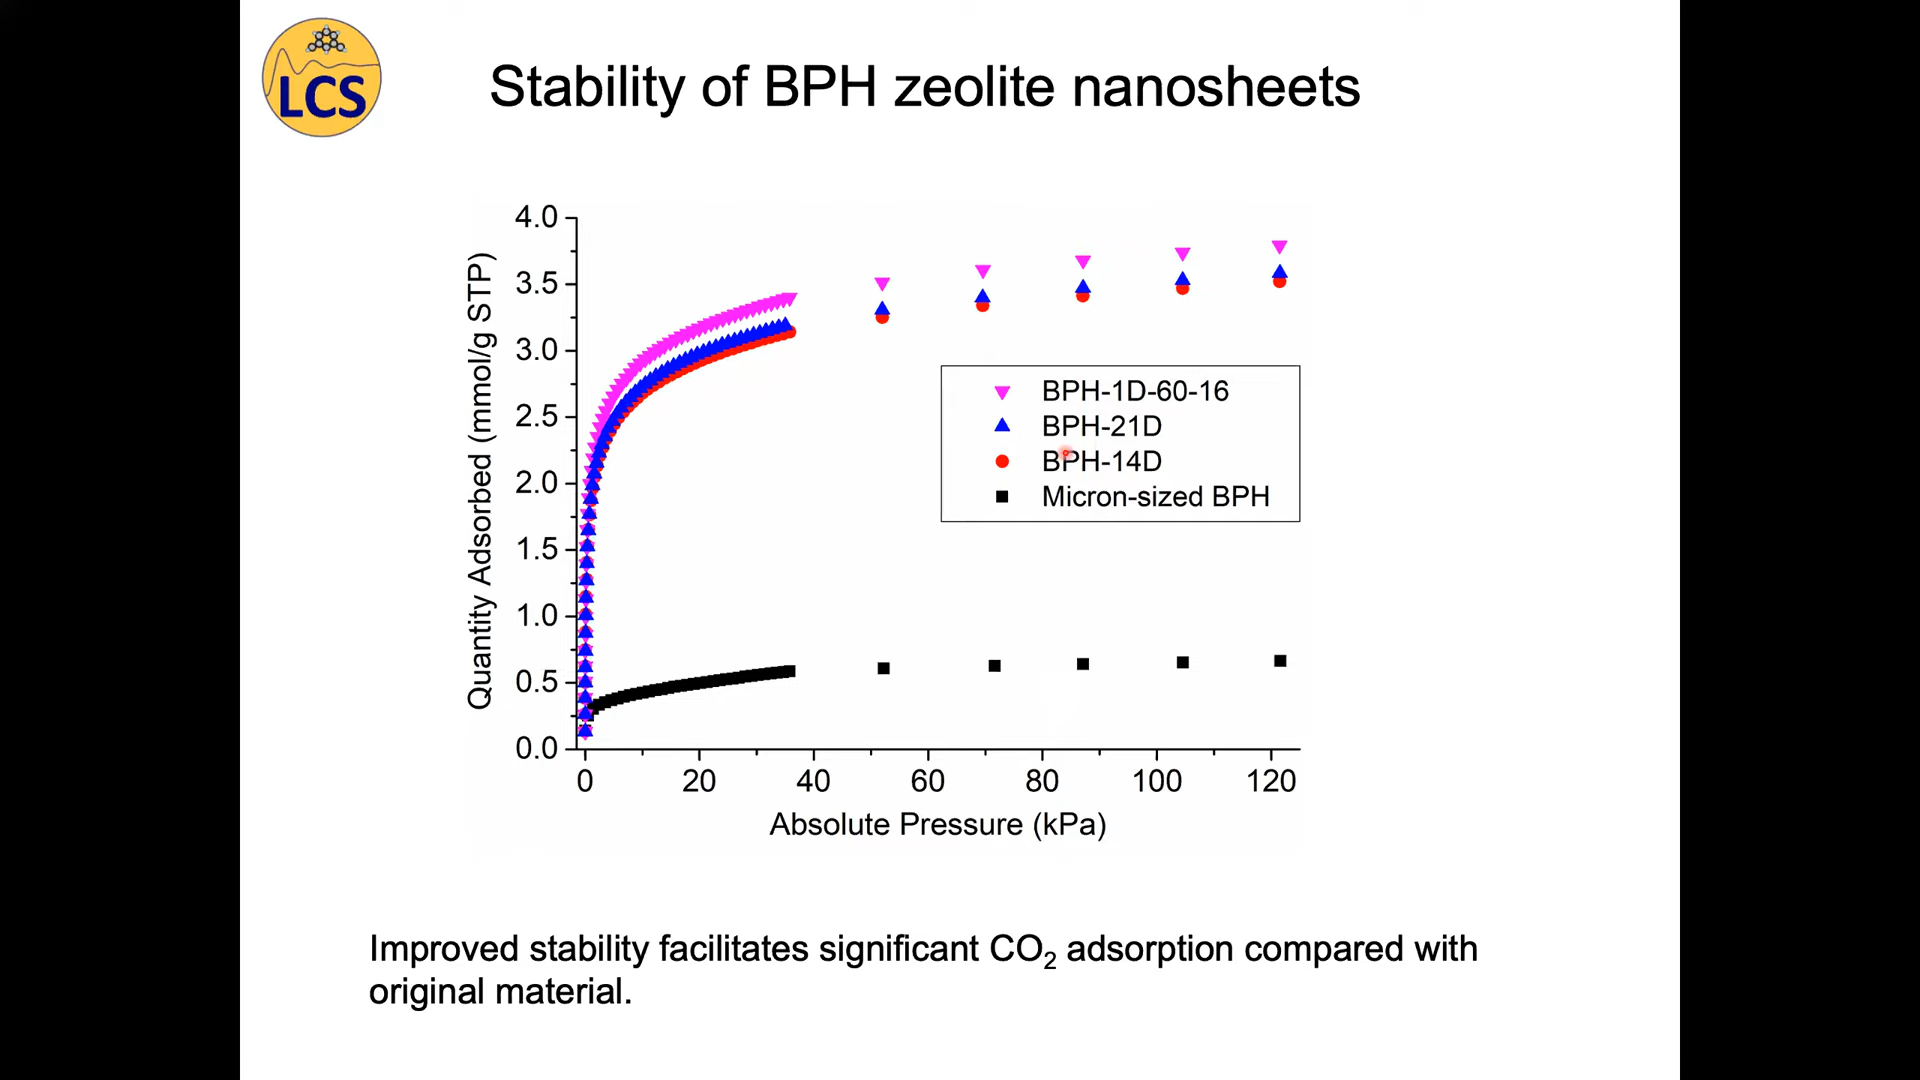 LCS
Stability of BPH zeolite nanosheets
Quantity Adsorbed (mmol/g STP)
4.0
3.5
3.0
2.5
2.0
1.5
1.0
0.5
0.0
BPH-1D-60-16
BPH-21D
BPH-14D
Micron-sized BPH
0 20 40 60 80 100 120
Absolute Pressure (kPa)
Improved stability facilitates significant CO₂ adsorption compared with
original material.